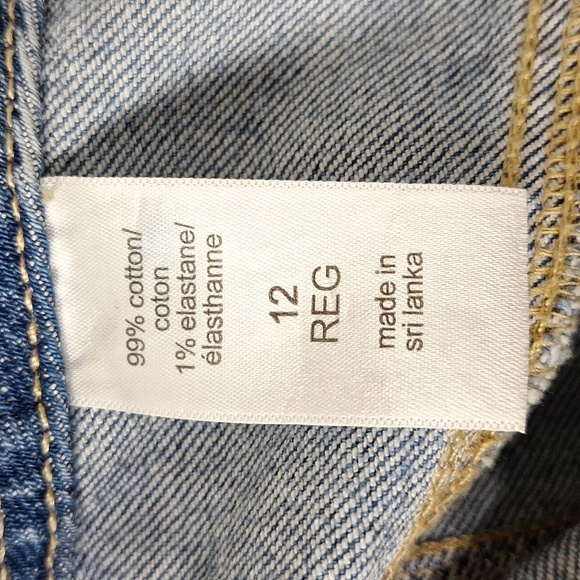 99% cotton/
coton
1% elastane/
élasthanne
12
REG
made in
sri lanka